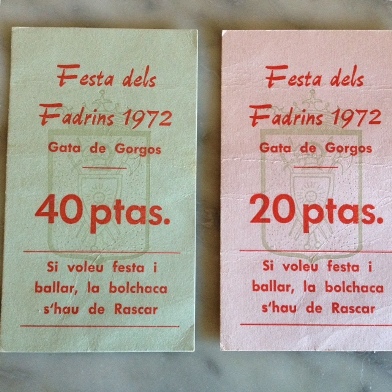 Festa dels
Fadrins 1972
Gata de Gorgos
40 ptas.
Si voleu festa i
ballar, la bolchaca
s'hau de Rascar
Festa dels
Fadrins 1972
Gata de Gorgos
20 ptas.
Si voleu festa i
ballar, la bolchaca
s'hau de Rascar